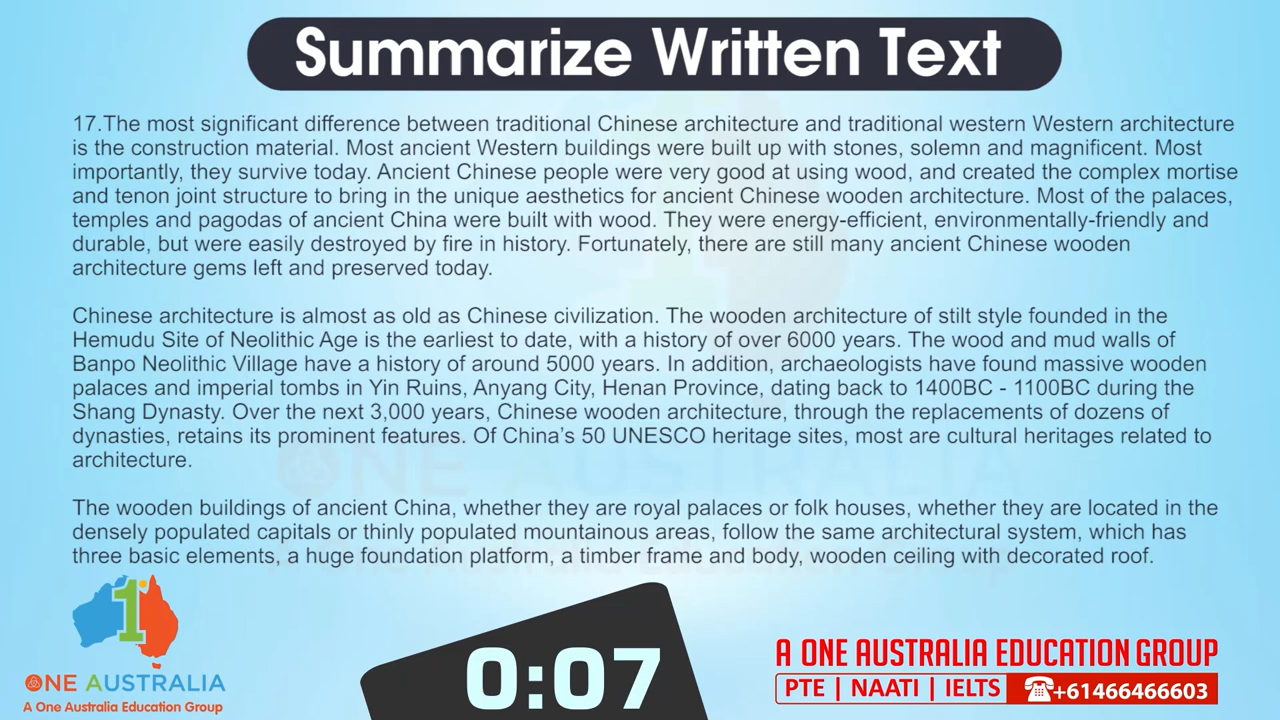 Summarize Written Text
17.The most significant difference between traditional Chinese architecture and traditional western Western architecture
is the construction material. Most ancient Western buildings were built up with stones, solemn and magnificent. Most
importantly, they survive today. Ancient Chinese people were very good at using wood, and created the complex mortise
and tenon joint structure to bring in the unique aesthetics for ancient Chinese wooden architecture. Most of the palaces,
temples and pagodas of ancient China were built with wood. They were energy-efficient, environmentally-friendly and
durable, but were easily destroyed by fire in history. Fortunately, there are still many ancient Chinese wooden
architecture gems left and preserved today.
Chinese architecture is almost as old as Chinese civilization. The wooden architecture of stilt style founded in the
Hemudu Site of Neolithic Age is the earliest to date, with a history of over 6000 years. The wood and mud walls of
Banpo Neolithic Village have a history of around 5000 years. In addition, archaeologists have found massive wooden
palaces and imperial tombs in Yin Ruins, Anyang City, Henan Province, dating back to 1400BC - 1100BC during the
Shang Dynasty. Over the next 3,000 years, Chinese wooden architecture, through the replacements of dozens of
dynasties, retains its prominent features. Of China's 50 UNESCO heritage sites, most are cultural heritages related to
architecture.
The wooden buildings of ancient China, whether they are royal palaces or folk houses, whether they are located in the
densely populated capitals or thinly populated mountainous areas, follow the same architectural system, which has
three basic elements, a huge foundation platform, a timber frame and body, wooden ceiling with decorated roof.
1
ONE AUSTRALIA
A One Australia Education Group
0:07
A ONE AUSTRALIA EDUCATION GROUP
PTE | NAATI | IELTS +61466466603